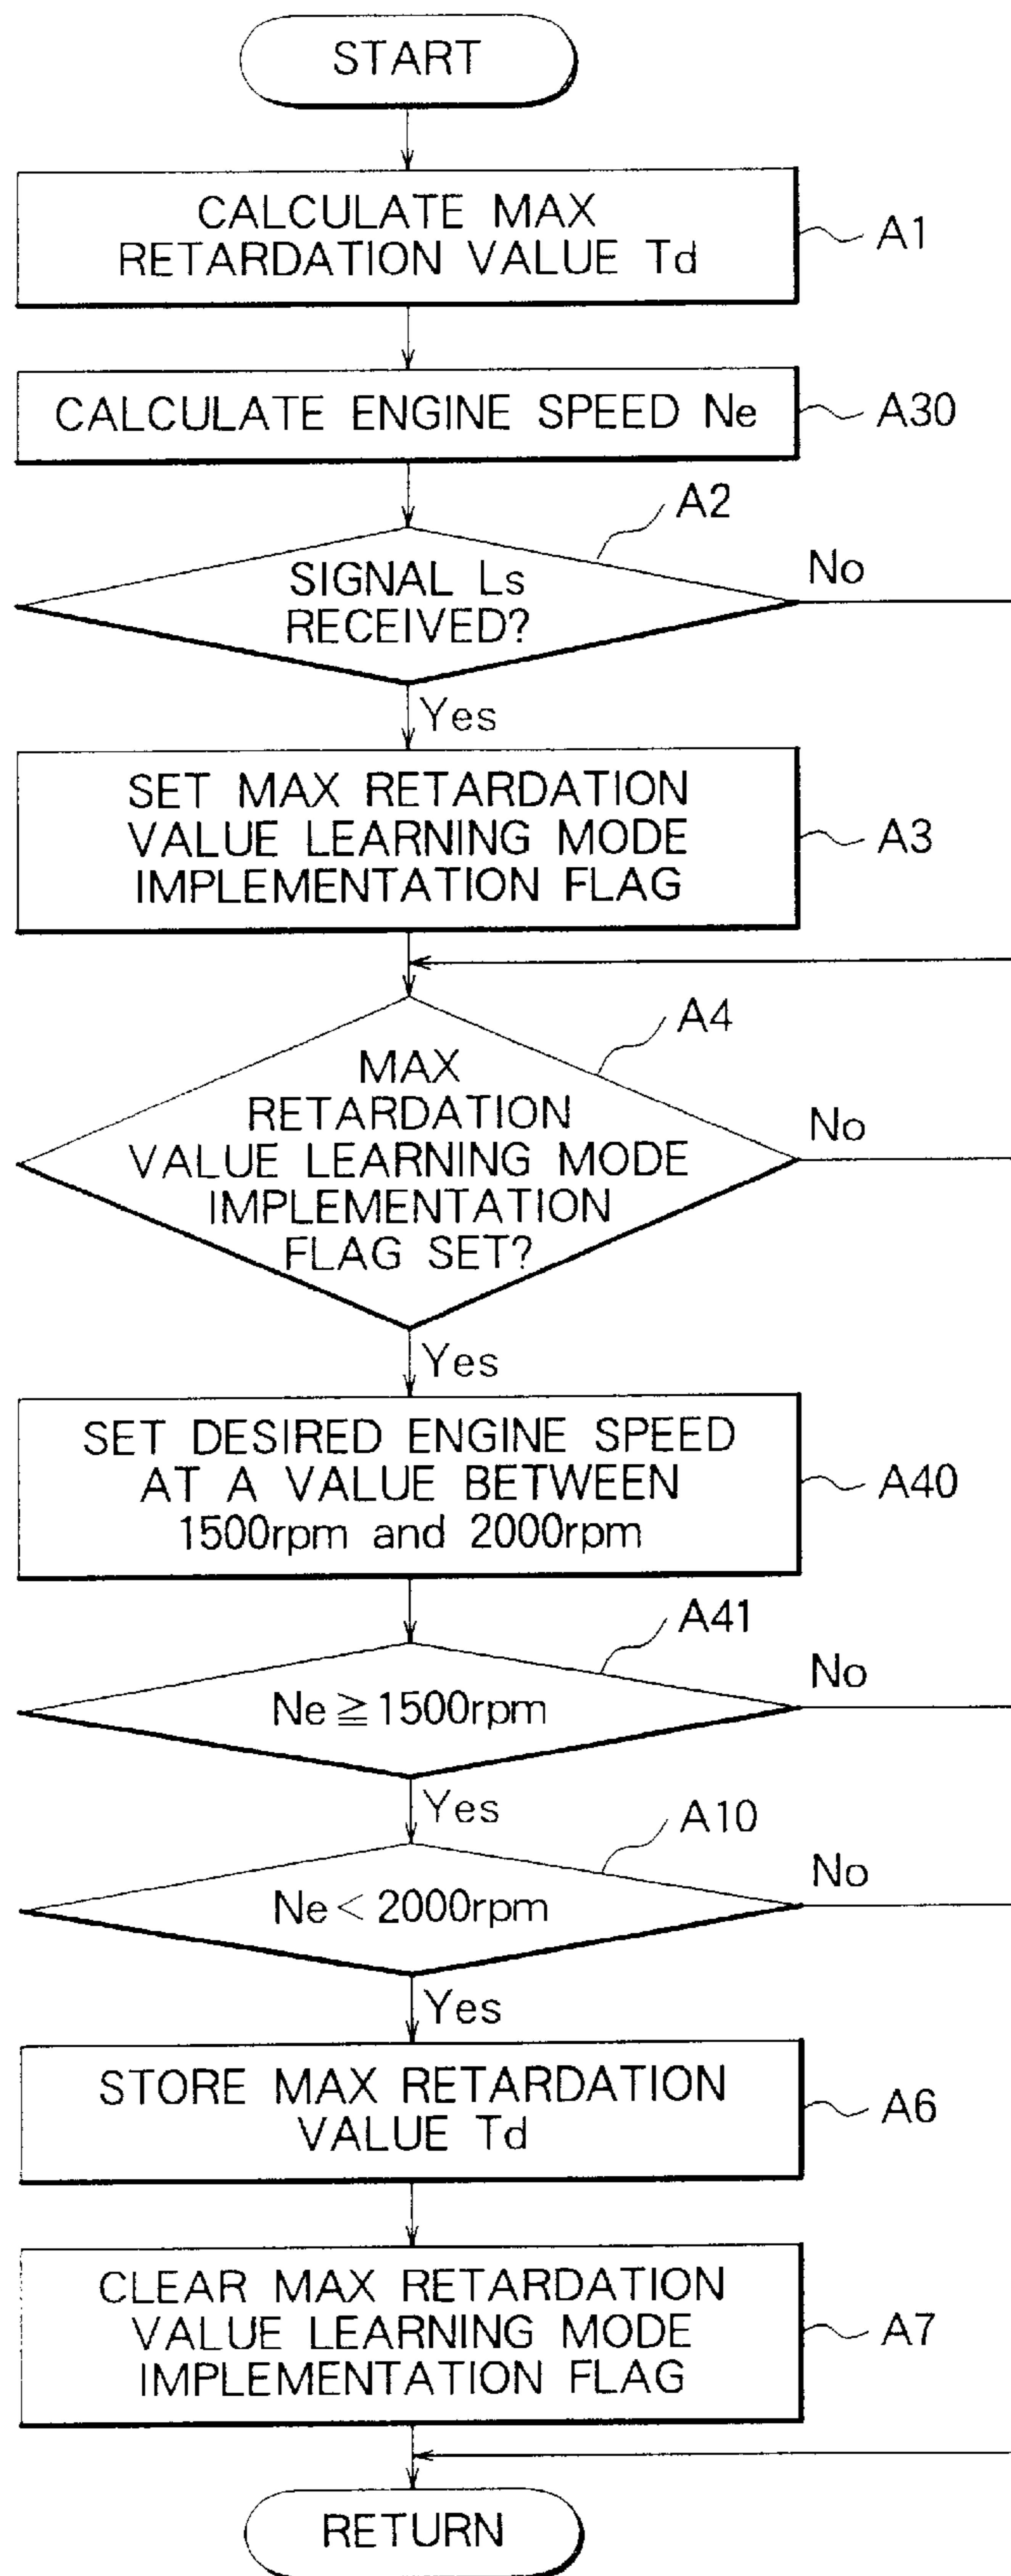 START
CALCULATE MAX
RETARDATION VALUE Td
A1
CALCULATE ENGINE SPEED Ne
A30
A2
SIGNAL Ls
RECEIVED?
No
Yes
SET MAX RETARDATION
VALUE LEARNING MODE
IMPLEMENTATION FLAG
A3
A4
MAX
RETARDATION
VALUE LEARNING MODE
IMPLEMENTATION
FLAG SET?
No
Yes
SET DESIRED ENGINE SPEED
AT A VALUE BETWEEN
1500rpm and 2000rpm
A40
A41
Ne ≧ 1500rpm
No
Yes
A10
Ne < 2000rpm
No
Yes
STORE MAX RETARDATION
VALUE Td
A6
CLEAR MAX RETARDATION
VALUE LEARNING MODE
IMPLEMENTATION FLAG
A7
RETURN